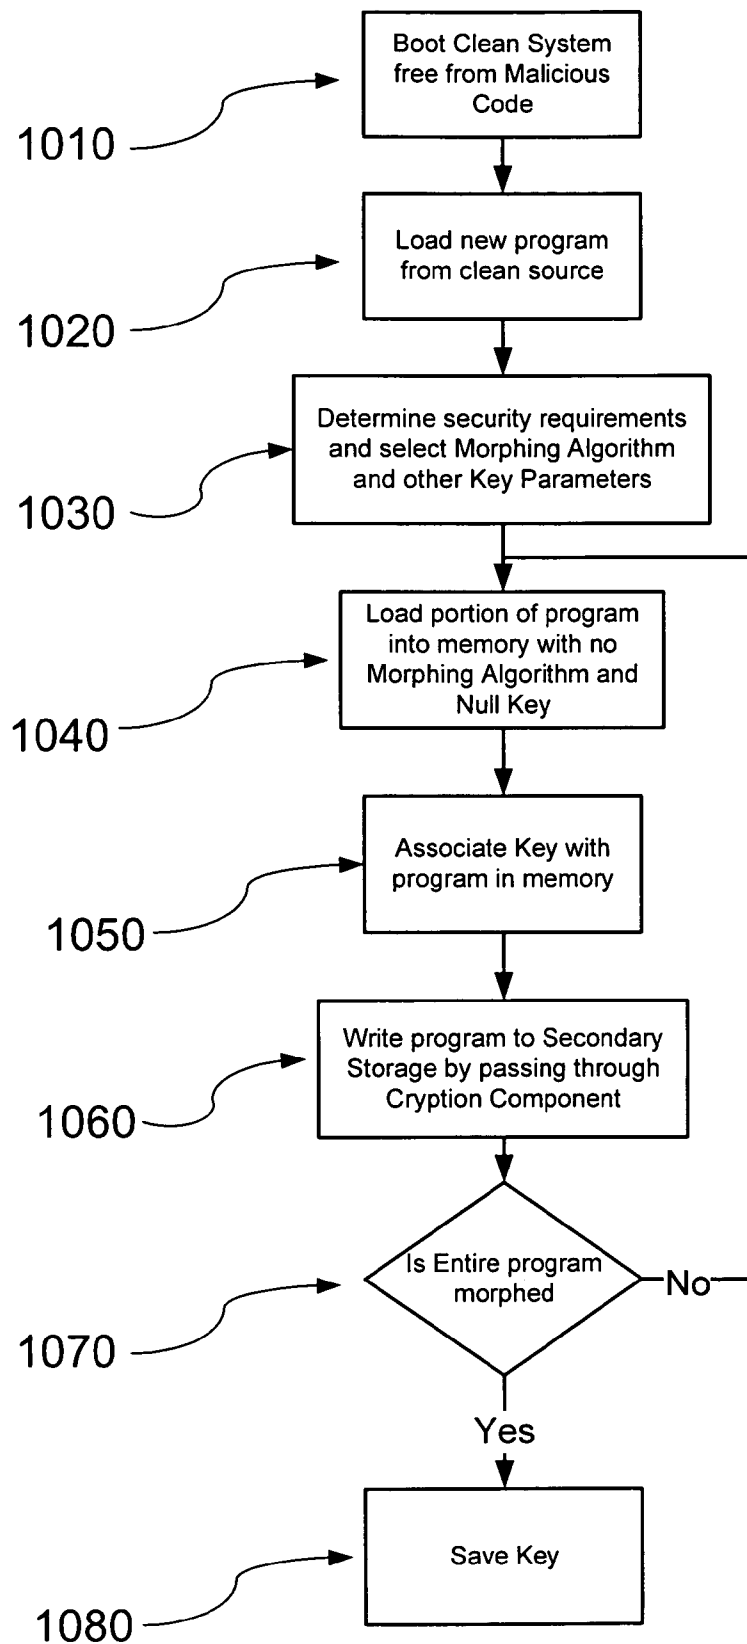 Boot Clean System
free from Malicious
Code
1010
Load new program
from clean source
1020
Determine security requirements
and select Morphing Algorithm
and other Key Parameters
1030
Load portion of program
into memory with no
Morphing Algorithm and
Null Key
1040
Associate Key with
program in memory
1050
Write program to Secondary
Storage by passing through
Cryption Component
1060
Is Entire program
morphed
No
1070
Yes
Save Key
1080